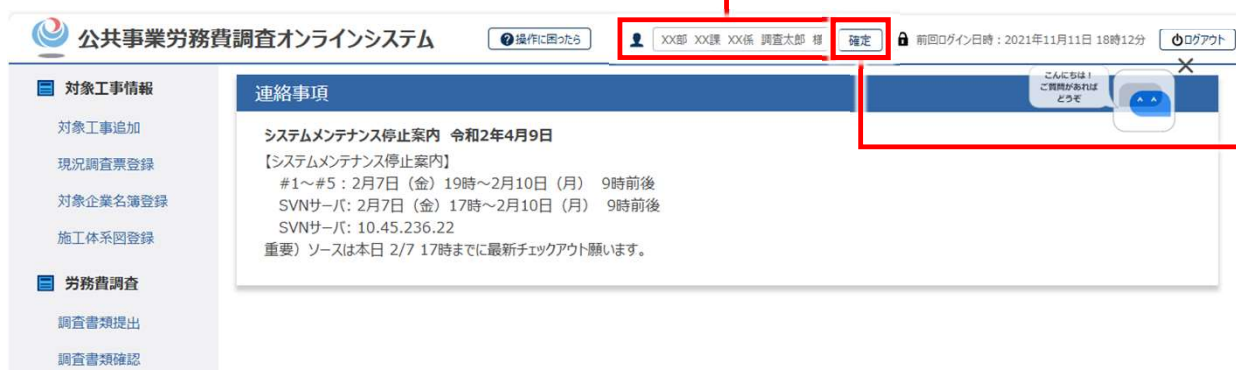 公共事業労務費調査オンラインシステム
?操作に困ったら
XX部 XX課 XX係 調査太郎 様
確定
前回ログイン日時：2021年11月11日 18時12分
ログアウト
対象工事情報
対象工事追加
現況調査票登録
対象企業名簿登録
施工体系図登録
労務費調査
調査書類提出
調査書類確認
連絡事項
こんにちは！
ご質問があれば
どうぞ
システムメンテナンス停止案内 令和2年4月9日
【システムメンテナンス停止案内】
#1～#5：2月7日（金）19時～2月10日（月） 9時前後
SVNサーバ: 2月7日（金）17時～2月10日（月） 9時前後
SVNサーバ: 10.45.236.22
重要）ソースは本日 2/7 17時までに最新チェックアウト願います。